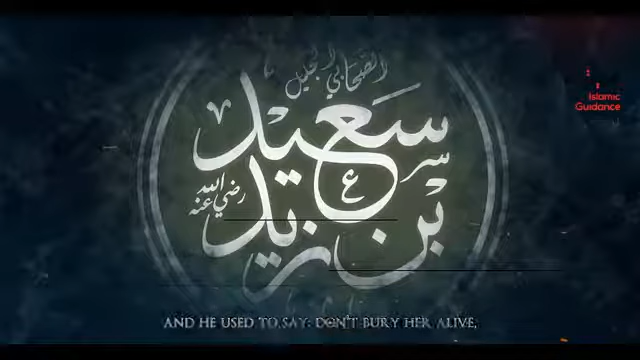 الصحابي الجليل
سعيد
بن زيد
رضي الله عنه
Islamic
Guidance
AND HE USED TO SAY: DON'T BURY HER ALIVE,